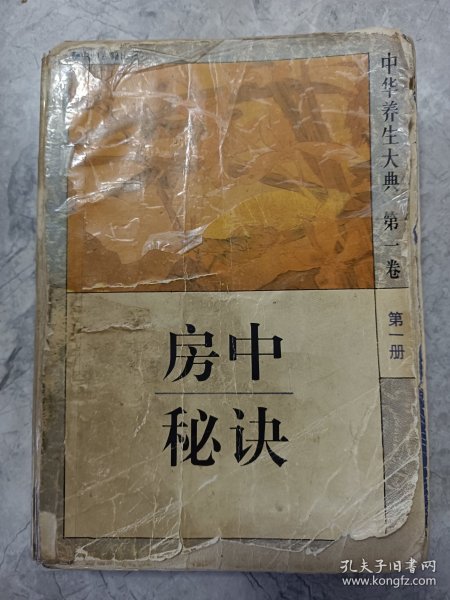 中华养生大典 第一卷
第一册
房中
秘诀
孔夫子旧书网
www.kongfz.com